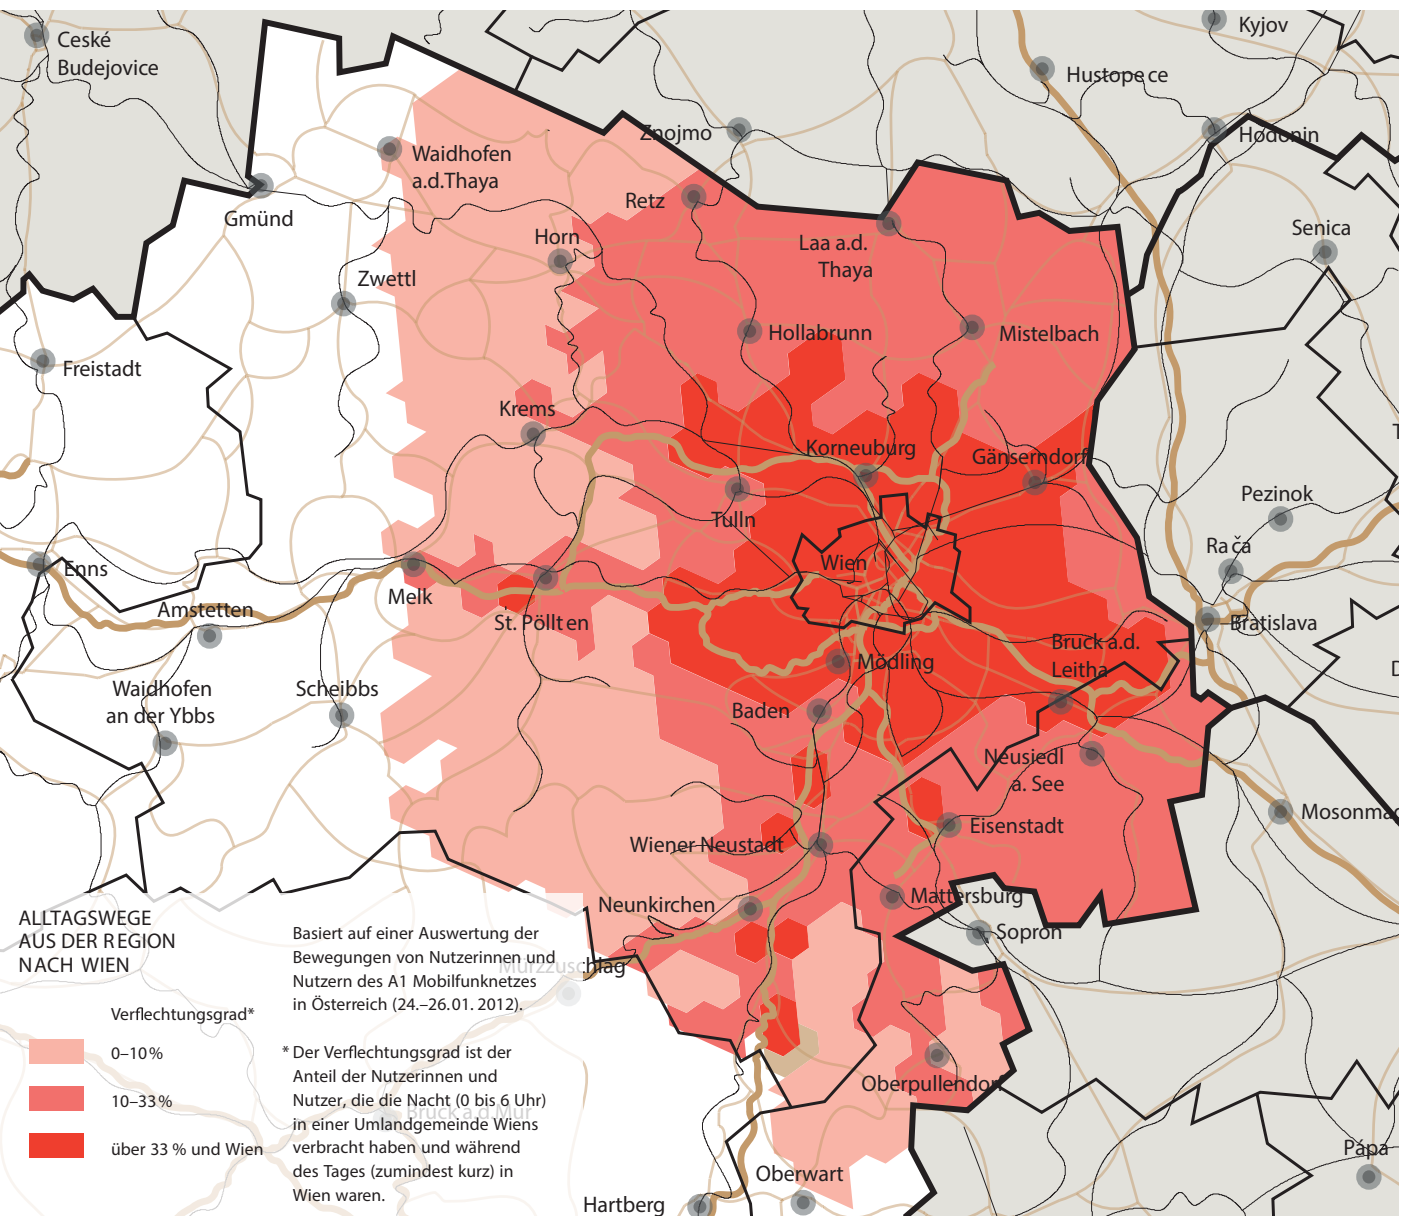 České
Budejovice
Kyjov
Hustope ce
Znojmo
Hodonin
Waidhofen
a.d.Thaya
Retz
Gmünd
Horn
Laa a.d.
Thaya
Senica
Zwettl
Hollabrunn
Mistelbach
Freistadt
Krems
Korneuburg
Gänserndorf
Pezinok
Tulln
Rača
Wien
Enns
Melk
Amstetten
St. Pölten
Bratislava
Bruck a.d.
Leitha
Mödling
Waidhofen
an der Ybbs
Scheibbs
Baden
Neusiedl
a. See
Eisenstadt
Mosonmag
Wiener Neustadt
Mattersburg
Neunkirchen
Sopron
Mürzzuschlag
Oberpullendorf
Bruck a.d.Mur
Pápa
Oberwart
Hartberg
ALLTAGSWEGE
AUS DER REGION
NACH WIEN
Verflechtungsgrad*
0–10 %
10–33 %
über 33 % und Wien
Basiert auf einer Auswertung der
Bewegungen von Nutzerinnen und
Nutzern des A1 Mobilfunknetzes
in Österreich (24.–26.01. 2012).
* Der Verflechtungsgrad ist der
Anteil der Nutzerinnen und
Nutzer, die die Nacht (0 bis 6 Uhr)
in einer Umlandgemeinde Wiens
verbracht haben und während
des Tages (zumindest kurz) in
Wien waren.